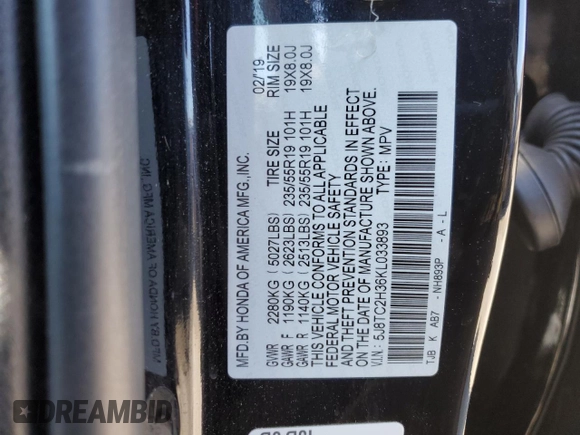 MFD.BY HONDA OF AMERICA MFG.,INC. 02/'19
TIRE SIZE RIM SIZE
GVWR 2280KG (5027LBS)
GAWR F 1190KG (2623LBS) 235/55R19 101H 19X8.0J
GAWR R 1140KG (2513LBS) 235/55R19 101H 19X8.0J
THIS VEHICLE CONFORMS TO ALL APPLICABLE
FEDERAL MOTOR VEHICLE SAFETY
AND THEFT PREVENTION STANDARDS IN EFFECT
ON THE DATE OF MANUFACTURE SHOWN ABOVE.
V.I.N.: 5J8TC2H36KL033893 TYPE: MPV
TJB K AB7 - NH893P - A - L
DREAMBID